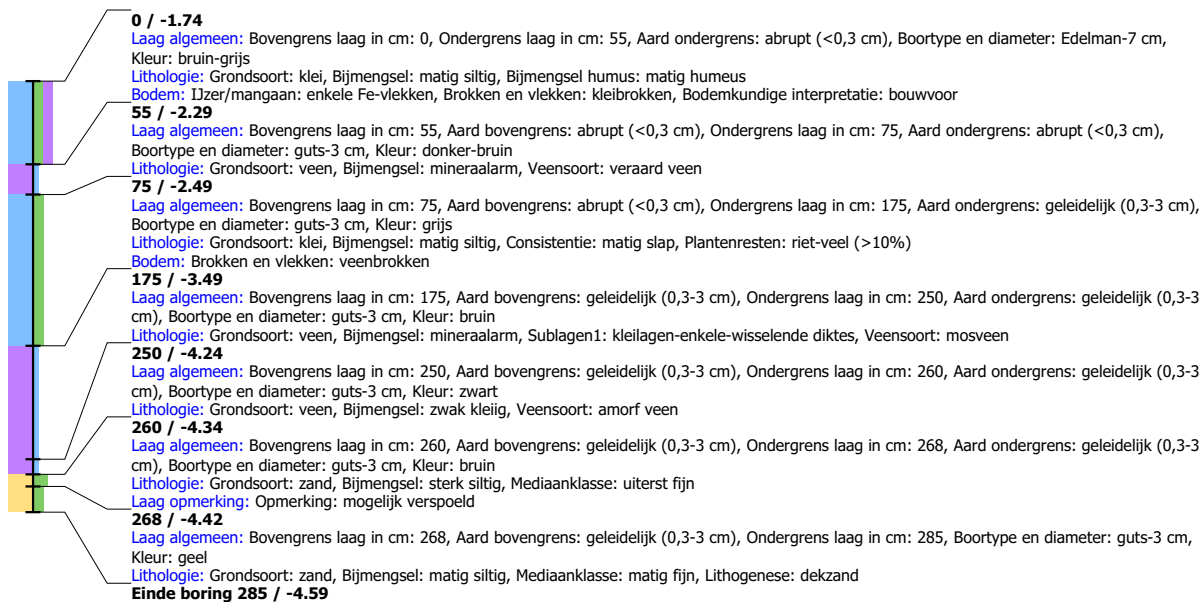 0 / -1.74
Laag algemeen: Bovengrens laag in cm: 0, Ondergrens laag in cm: 55, Aard ondergrens: abrupt (<0,3 cm), Boortype en diameter: Edelman-7 cm,
Kleur: bruin-grijs
Lithologie: Grondsoort: klei, Bijmengsel: matig siltig, Bijmengsel humus: matig humeus
Bodem: IJzer/mangaan: enkele Fe-vlekken, Brokken en vlekken: kleibrokken, Bodemkundige interpretatie: bouwvoor
55 / -2.29
Laag algemeen: Bovengrens laag in cm: 55, Aard bovengrens: abrupt (<0,3 cm), Ondergrens laag in cm: 75, Aard ondergrens: abrupt (<0,3 cm),
Boortype en diameter: guts-3 cm, Kleur: donker-bruin
Lithologie: Grondsoort: veen, Bijmengsel: mineraalarm, Veensoort: veraard veen
75 / -2.49
Laag algemeen: Bovengrens laag in cm: 75, Aard bovengrens: abrupt (<0,3 cm), Ondergrens laag in cm: 175, Aard ondergrens: geleidelijk (0,3-3 cm),
Boortype en diameter: guts-3 cm, Kleur: grijs
Lithologie: Grondsoort: klei, Bijmengsel: matig siltig, Consistentie: matig slap, Plantenresten: riet-veel (>10%)
Bodem: Brokken en vlekken: veenbrokken
175 / -3.49
Laag algemeen: Bovengrens laag in cm: 175, Aard bovengrens: geleidelijk (0,3-3 cm), Ondergrens laag in cm: 250, Aard ondergrens: geleidelijk (0,3-3
cm), Boortype en diameter: guts-3 cm, Kleur: bruin
Lithologie: Grondsoort: veen, Bijmengsel: mineraalarm, Sublagen1: kleilagen-enkele-wisselende diktes, Veensoort: mosveen
250 / -4.24
Laag algemeen: Bovengrens laag in cm: 250, Aard bovengrens: geleidelijk (0,3-3 cm), Ondergrens laag in cm: 260, Aard ondergrens: geleidelijk (0,3-3
cm), Boortype en diameter: guts-3 cm, Kleur: zwart
Lithologie: Grondsoort: veen, Bijmengsel: zwak kleiig, Veensoort: amorf veen
260 / -4.34
Laag algemeen: Bovengrens laag in cm: 260, Aard bovengrens: geleidelijk (0,3-3 cm), Ondergrens laag in cm: 268, Aard ondergrens: geleidelijk (0,3-3
cm), Boortype en diameter: guts-3 cm, Kleur: bruin
Lithologie: Grondsoort: zand, Bijmengsel: sterk siltig, Mediaanklasse: uiterst fijn
Laag opmerking: Opmerking: mogelijk verspoeld
268 / -4.42
Laag algemeen: Bovengrens laag in cm: 268, Aard bovengrens: geleidelijk (0,3-3 cm), Ondergrens laag in cm: 285, Boortype en diameter: guts-3 cm,
Kleur: geel
Lithologie: Grondsoort: zand, Bijmengsel: matig siltig, Mediaanklasse: matig fijn, Lithogenese: dekzand
Einde boring 285 / -4.59